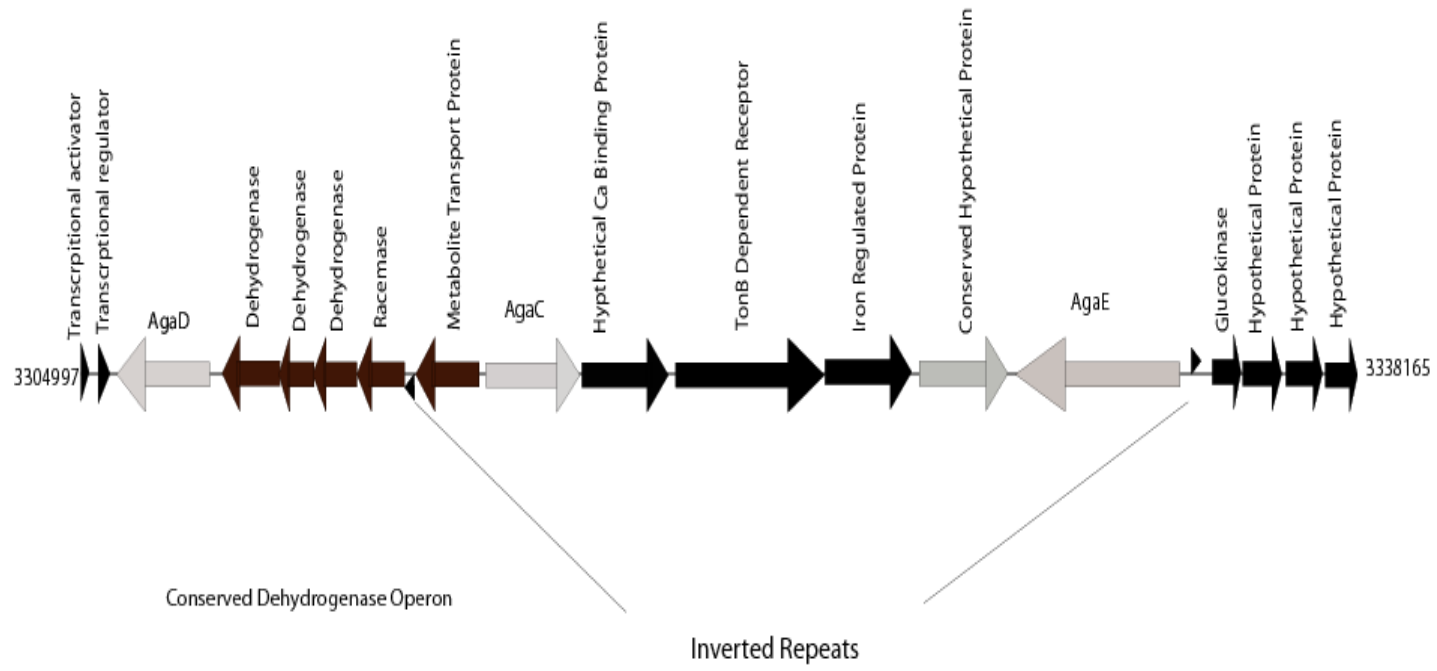 Transcrpitional activator
Transcrptional regulator
AgaD
Dehydrogenase
Dehydrogenase
Dehydrogenase
Racemase
Metabolite Transport Protein
AgaC
Hypthetical Ca Binding Protein
TonB Dependent Receptor
Iron Regulated Protein
Conserved Hypothetical Protein
AgaE
Glucokinase
Hypothetical Protein
Hypothetical Protein
Hypothetical Protein
3304997
3338165
Conserved Dehydrogenase Operon
Inverted Repeats